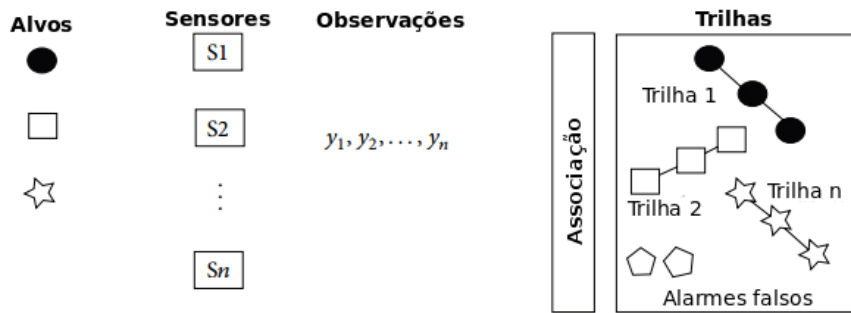 Alvos
Sensores
Observações
Trilhas
S1
S2
⋮
Sn
y₁, y₂, . . . , yₙ
Associação
Trilha 1
Trilha 2
Trilha n
Alarmes falsos